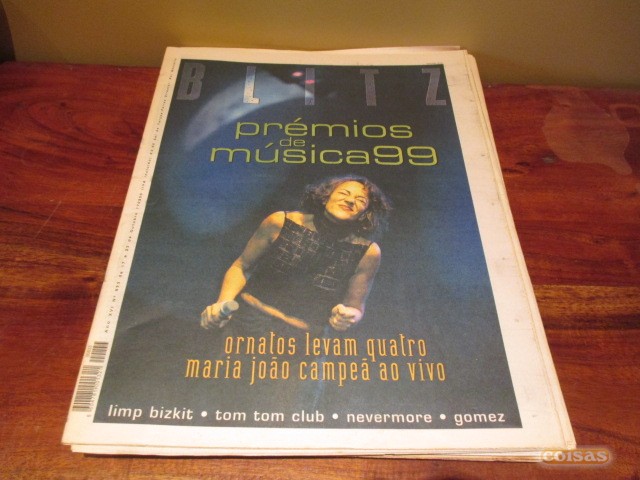 BLITZ
prémios
de
música99
ornatos levam quatro
maria joão campeã ao vivo
limp bizkit • tom tom club • nevermore • gomez
coisas